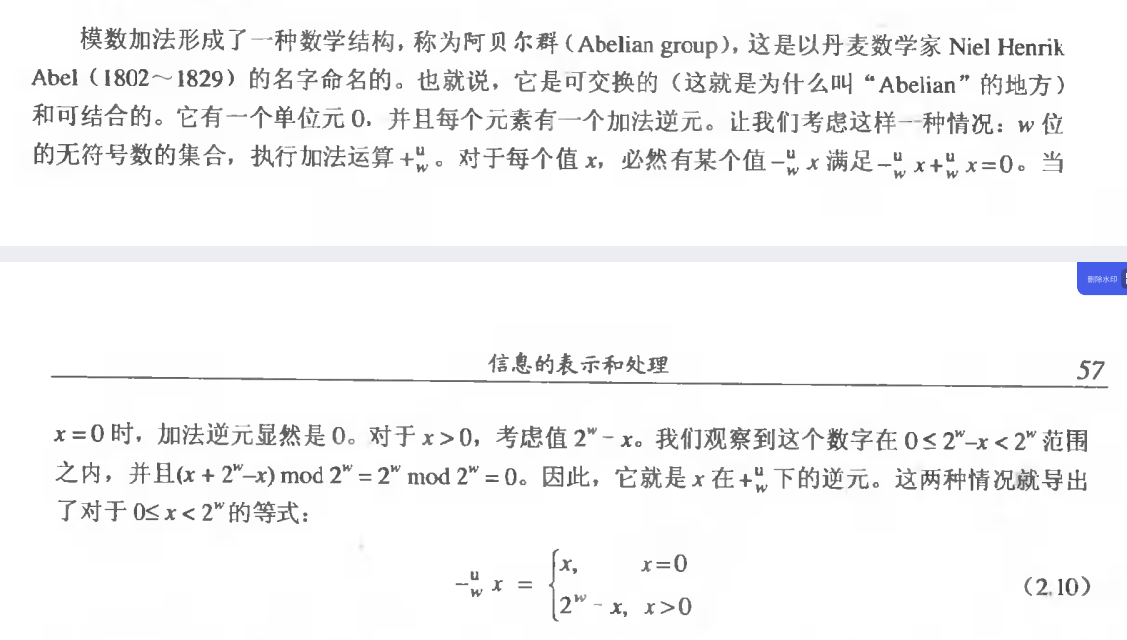 模数加法形成了一种数学结构，称为阿贝尔群（Abelian group），这是以丹麦数学家 Niel Henrik
Abel（1802～1829）的名字命名的。也就说，它是可交换的（这就是为什么叫“Abelian”的地方）
和可结合的。它有一个单位元 0，并且每个元素有一个加法逆元。让我们考虑这样一种情况：w 位
的无符号数的集合，执行加法运算 +ᵘ_w。对于每个值 x，必然有某个值 -ᵘ_w x 满足 -ᵘ_w x +ᵘ_w x=0。当
删除水印
信息的表示和处理 57
x=0 时，加法逆元显然是 0。对于 x>0，考虑值 2^w - x。我们观察到这个数字在 0≤2^w-x<2^w 范围
之内，并且(x + 2^w-x) mod 2^w = 2^w mod 2^w = 0。因此，它就是 x 在 +ᵘ_w 下的逆元。这两种情况就导出
了对于 0≤x<2^w 的等式：
x, x=0
-ᵘ_w x = （2.10）
2^w - x, x>0